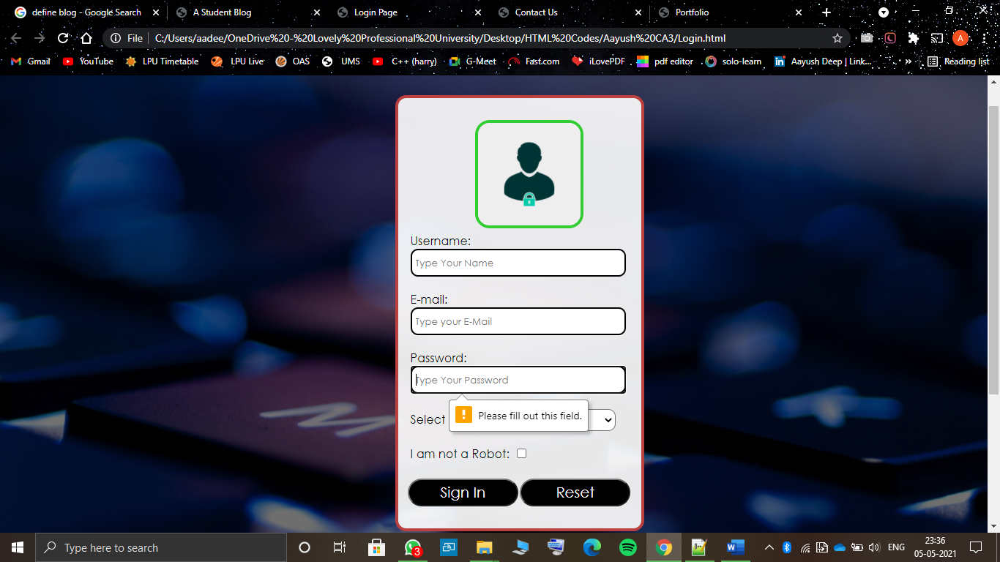 define blog - Google Search
A Student Blog
Login Page
Contact Us
Portfolio
File
C:/Users/aadee/OneDrive%20-%20Lovely%20Professional%20University/Desktop/HTML%20Codes/Aayush%20CA3/Login.html
A
Gmail
YouTube
LPU Timetable
LPU Live
OAS
UMS
C++ (harry)
G-Meet
Fast.com
iLovePDF
pdf editor
solo-learn
Aayush Deep | Link...
»
Reading list
Username:
Type Your Name
E-mail:
Type your E-Mail
Password:
Type Your Password
Please fill out this field.
Select
I am not a Robot:
Sign In
Reset
Type here to search
3
ENG
23:36
05-05-2021